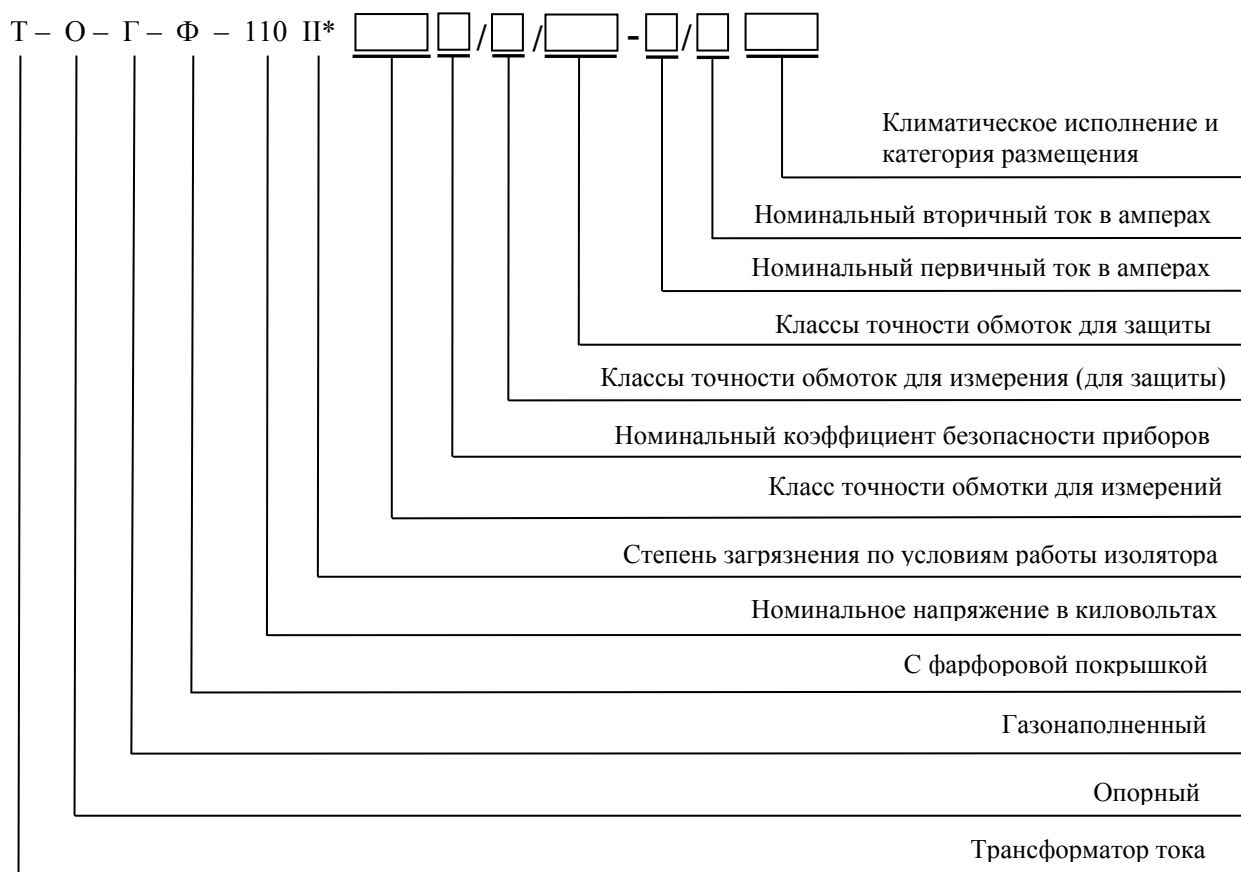 Т – О – Г – Ф – 110 II* / / - /
Климатическое исполнение и
категория размещения
Номинальный вторичный ток в амперах
Номинальный первичный ток в амперах
Классы точности обмоток для защиты
Классы точности обмоток для измерения (для защиты)
Номинальный коэффициент безопасности приборов
Класс точности обмотки для измерений
Степень загрязнения по условиям работы изолятора
Номинальное напряжение в киловольтах
С фарфоровой покрышкой
Газонаполненный
Опорный
Трансформатор тока